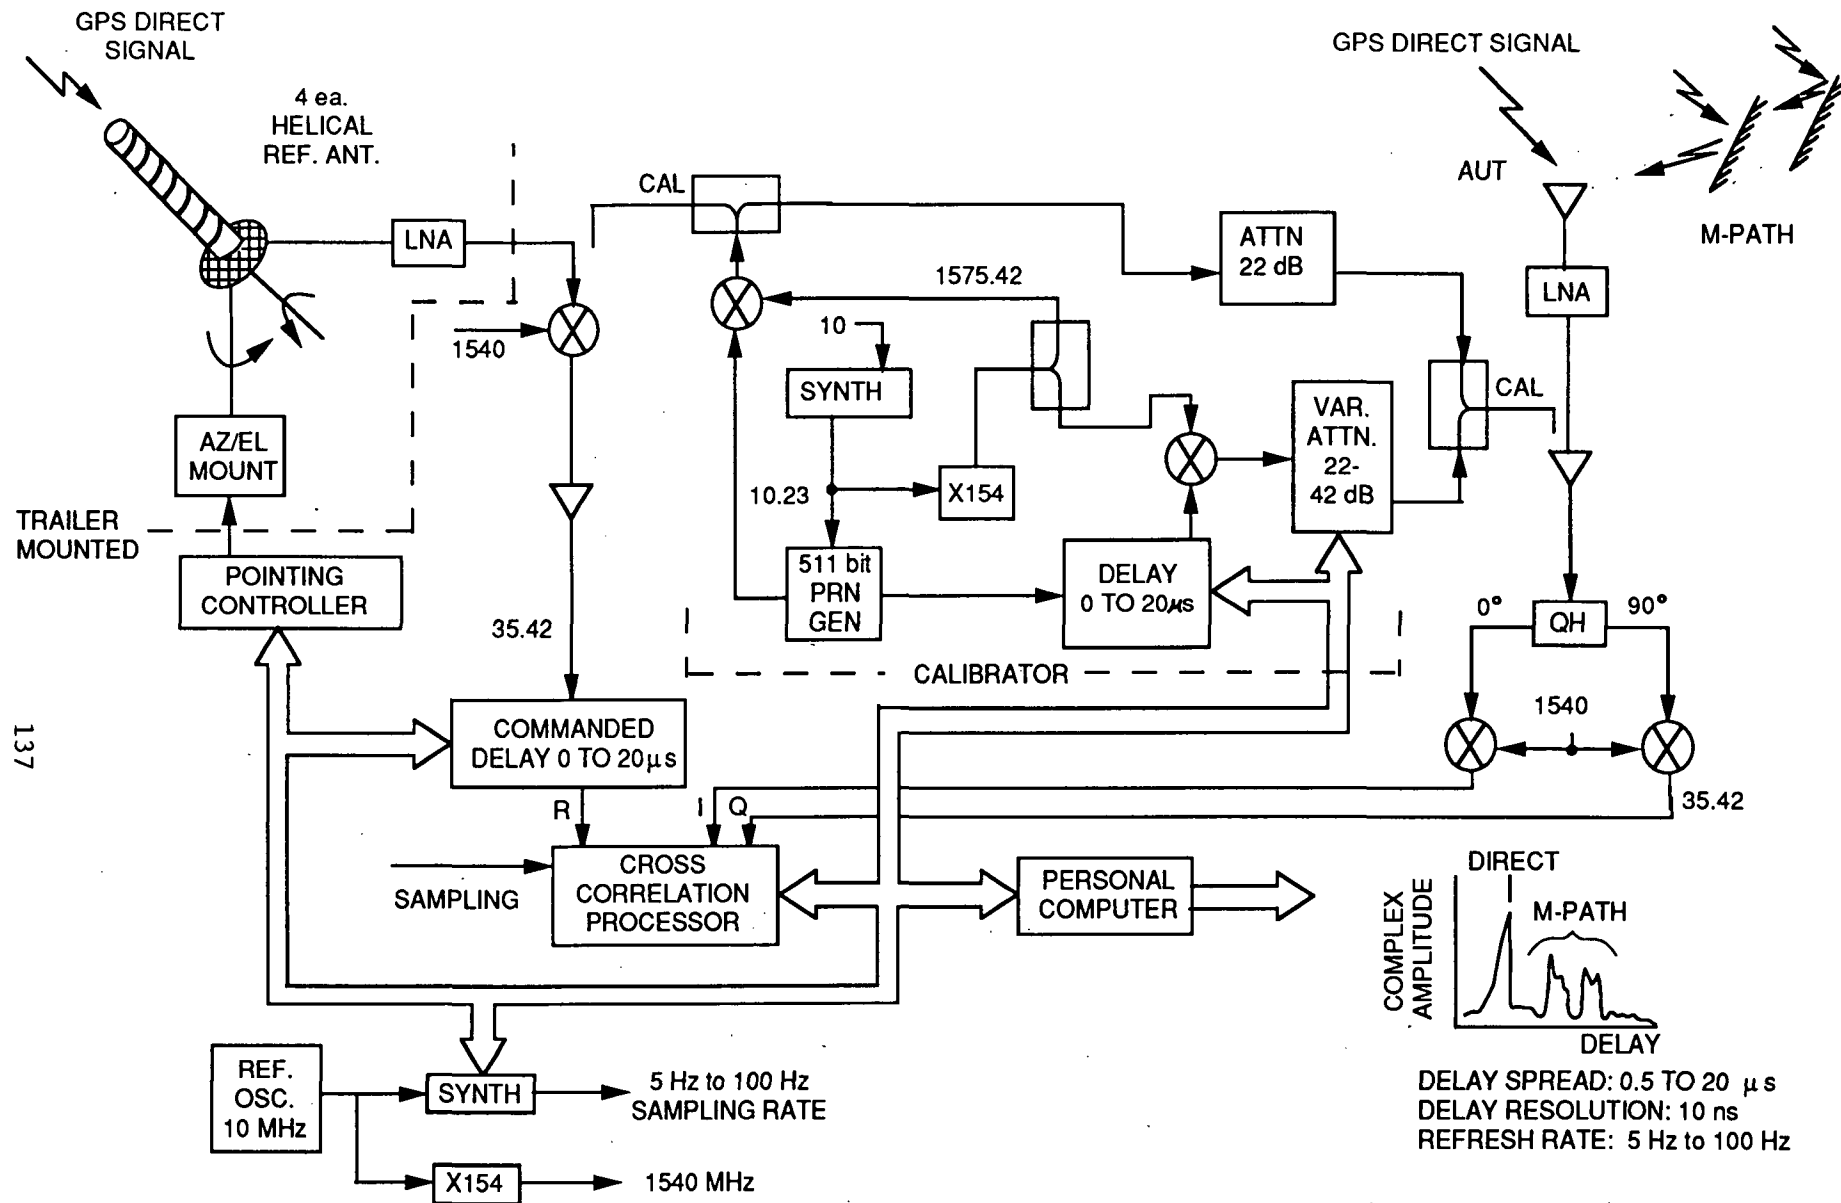 GPS DIRECT
SIGNAL
4 ea.
HELICAL
REF. ANT.
LNA
1540
AZ/EL
MOUNT
TRAILER
MOUNTED
POINTING
CONTROLLER
35.42
COMMANDED
DELAY 0 TO 20 μs
R
I
Q
SAMPLING
CROSS
CORRELATION
PROCESSOR
PERSONAL
COMPUTER
REF.
OSC.
10 MHz
SYNTH
5 Hz to 100 Hz
SAMPLING RATE
X154
1540 MHz
CAL
1575.42
10
SYNTH
10.23
X154
511 bit
PRN
GEN
DELAY
0 TO 20μs
CALIBRATOR
ATTN
22 dB
VAR.
ATTN.
22-
42 dB
CAL
GPS DIRECT SIGNAL
AUT
M-PATH
LNA
0°
QH
90°
1540
35.42
DIRECT
M-PATH
COMPLEX
AMPLITUDE
DELAY
DELAY SPREAD: 0.5 TO 20 μs
DELAY RESOLUTION: 10 ns
REFRESH RATE: 5 Hz to 100 Hz
137